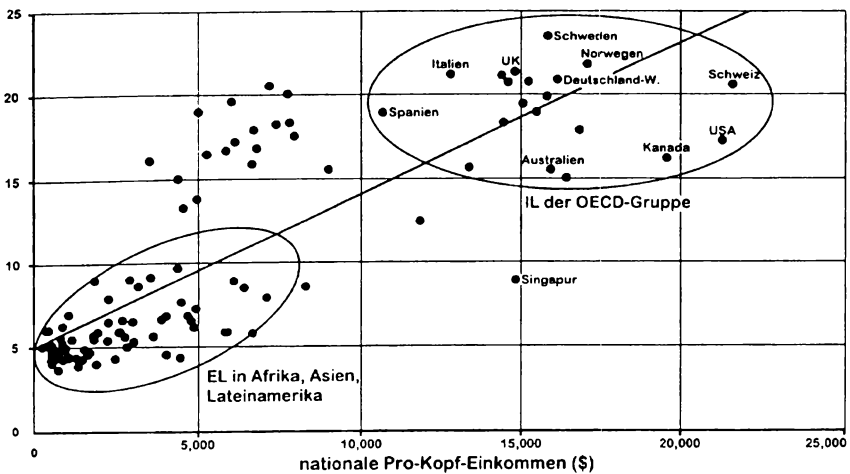 25
20
15
10
5
0
Schweden
Norwegen
Italien
UK
Deutschland-W.
Schweiz
Spanien
USA
Kanada
Australien
IL der OECD-Gruppe
Singapur
EL in Afrika, Asien,
Lateinamerika
0 5,000 10,000 15,000 20,000 25,000
nationale Pro-Kopf-Einkommen ($)